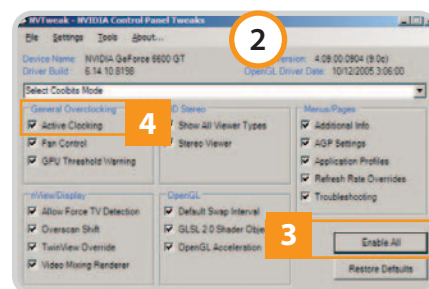 NVTweak - NVIDIA Control Panel Tweaks
File Settings Tools About...
2
Device Name: NVIDIA GeForce 6600 GT
ersion: 4.09.00.0904 (9.0c)
Driver Build: 6.14.10.8198
OpenGL Driver Date: 10/12/2005 3:06:00
Select Coolbits Mode
General Overclocking
D Stereo
Menus/Pages
Active Clocking
4
Show All Viewer Types
Additional Info
Fan Control
Stereo Viewer
AGP Settings
GPU Threshold Warning
Application Profiles
Refresh Rate Overrides
Troubleshooting
nView/Display
OpenGL
Allow Force TV Detection
Default Swap Interval
Overscan Shift
GLSL 2.0 Shader Obje
3
Enable All
TwinView Override
OpenGL Acceleration
Video Mixing Renderer
Restore Defaults